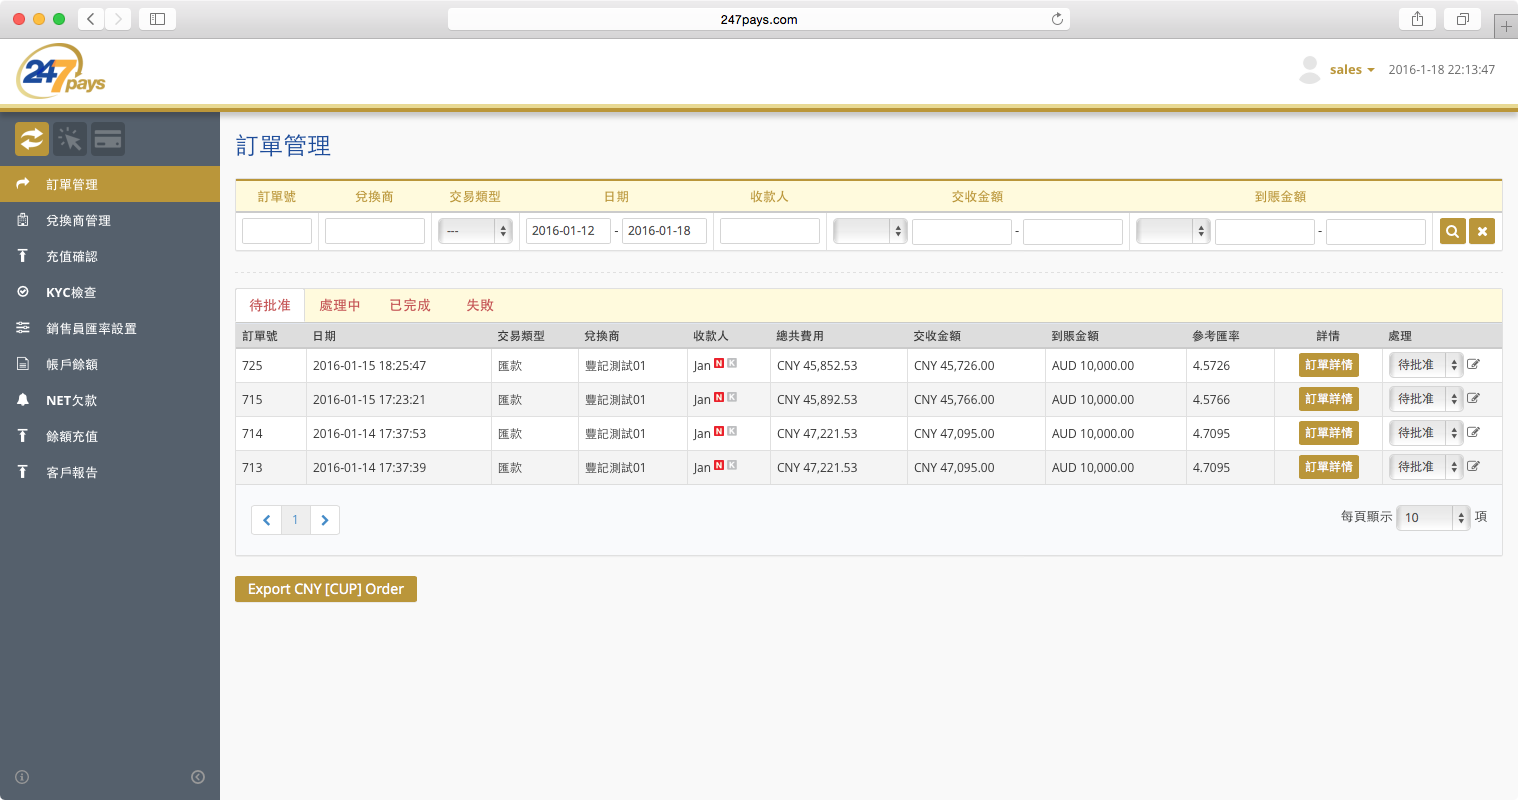 247pays.com
247pays
sales 2016-1-18 22:13:47
訂單管理
兌換商管理
充值確認
KYC檢查
銷售員匯率設置
帳戶餘額
NET欠款
餘額充值
客戶報告
訂單管理
訂單號 兌換商 交易類型 日期 收款人 交收金額 到賬金額
--- 2016-01-12 - 2016-01-18 - -
待批准 處理中 已完成 失敗
訂單號 日期 交易類型 兌換商 收款人 總共費用 交收金額 到賬金額 參考匯率 詳情 處理
725 2016-01-15 18:25:47 匯款 豐記測試01 Jan N K CNY 45,852.53 CNY 45,726.00 AUD 10,000.00 4.5726 訂單詳情 待批准
715 2016-01-15 17:23:21 匯款 豐記測試01 Jan N K CNY 45,892.53 CNY 45,766.00 AUD 10,000.00 4.5766 訂單詳情 待批准
714 2016-01-14 17:37:53 匯款 豐記測試01 Jan N K CNY 47,221.53 CNY 47,095.00 AUD 10,000.00 4.7095 訂單詳情 待批准
713 2016-01-14 17:37:39 匯款 豐記測試01 Jan N K CNY 47,221.53 CNY 47,095.00 AUD 10,000.00 4.7095 訂單詳情 待批准
1 每頁顯示 10 項
Export CNY [CUP] Order